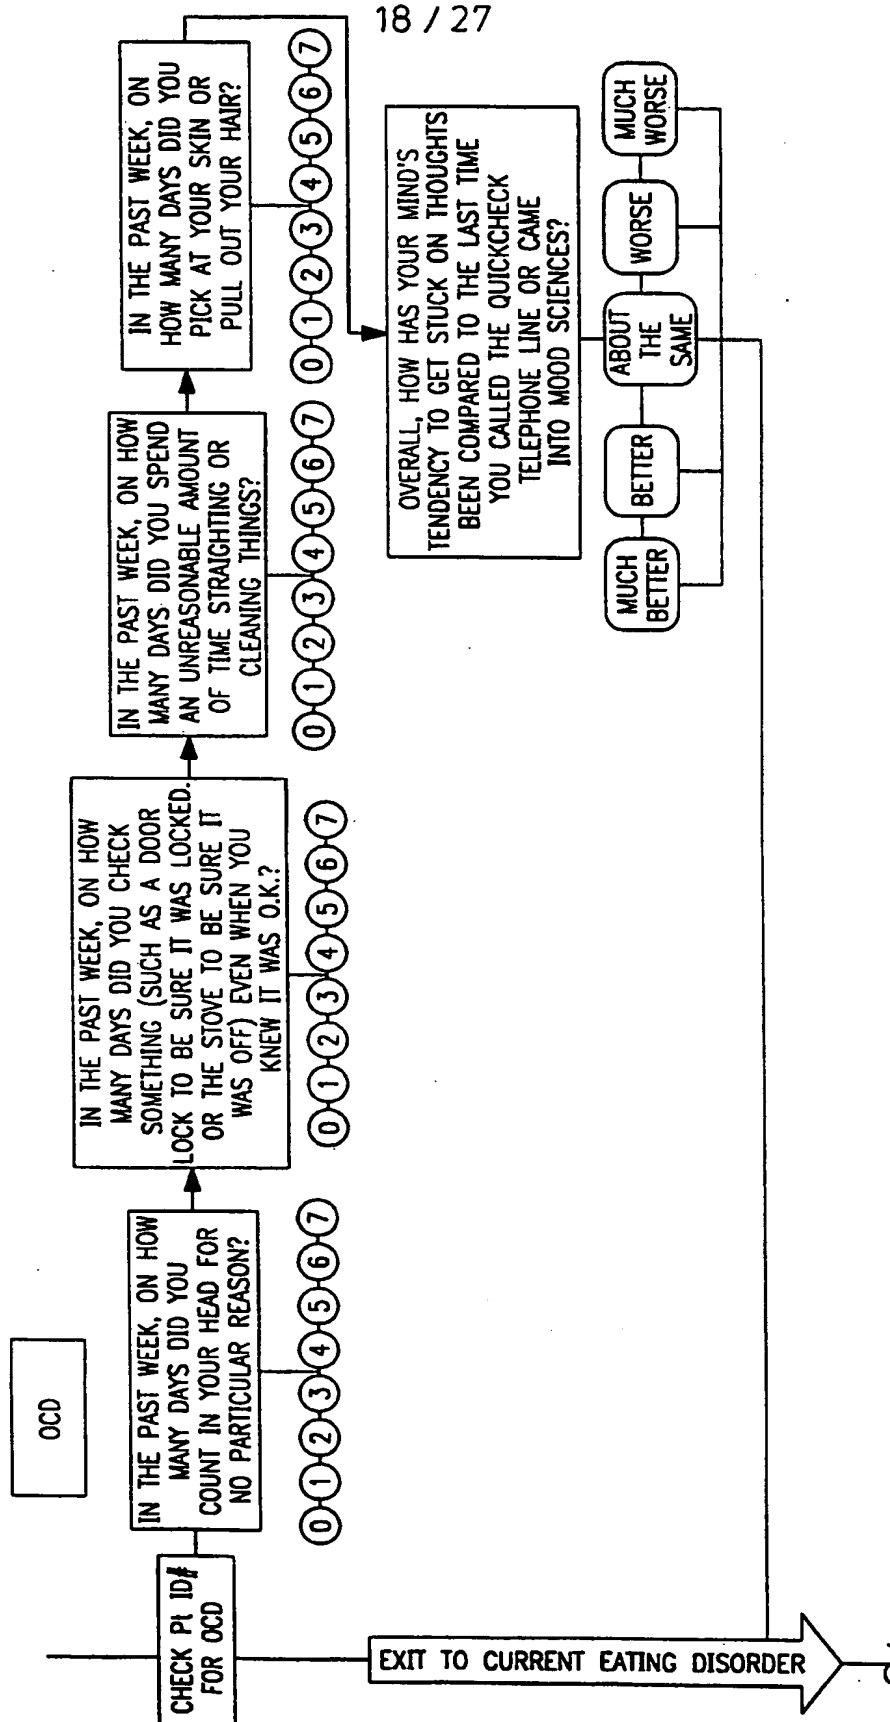 18 / 27
OCD
CHECK Pt ID#
FOR OCD
IN THE PAST WEEK, ON HOW
MANY DAYS DID YOU
COUNT IN YOUR HEAD FOR
NO PARTICULAR REASON?
0 1 2 3 4 5 6 7
IN THE PAST WEEK, ON HOW
MANY DAYS DID YOU CHECK
SOMETHING (SUCH AS A DOOR
LOCK TO BE SURE IT WAS LOCKED.
OR THE STOVE TO BE SURE IT
WAS OFF) EVEN WHEN YOU
KNEW IT WAS O.K.?
0 1 2 3 4 5 6 7
IN THE PAST WEEK, ON HOW
MANY DAYS DID YOU SPEND
AN UNREASONABLE AMOUNT
OF TIME STRAIGHTING OR
CLEANING THINGS?
0 1 2 3 4 5 6 7
IN THE PAST WEEK, ON
HOW MANY DAYS DID YOU
PICK AT YOUR SKIN OR
PULL OUT YOUR HAIR?
0 1 2 3 4 5 6 7
OVERALL, HOW HAS YOUR MIND'S
TENDENCY TO GET STUCK ON THOUGHTS
BEEN COMPARED TO THE LAST TIME
YOU CALLED THE QUICKCHECK
TELEPHONE LINE OR CAME
INTO MOOD SCIENCES?
MUCH
BETTER
BETTER
ABOUT
THE
SAME
WORSE
MUCH
WORSE
EXIT TO CURRENT EATING DISORDER